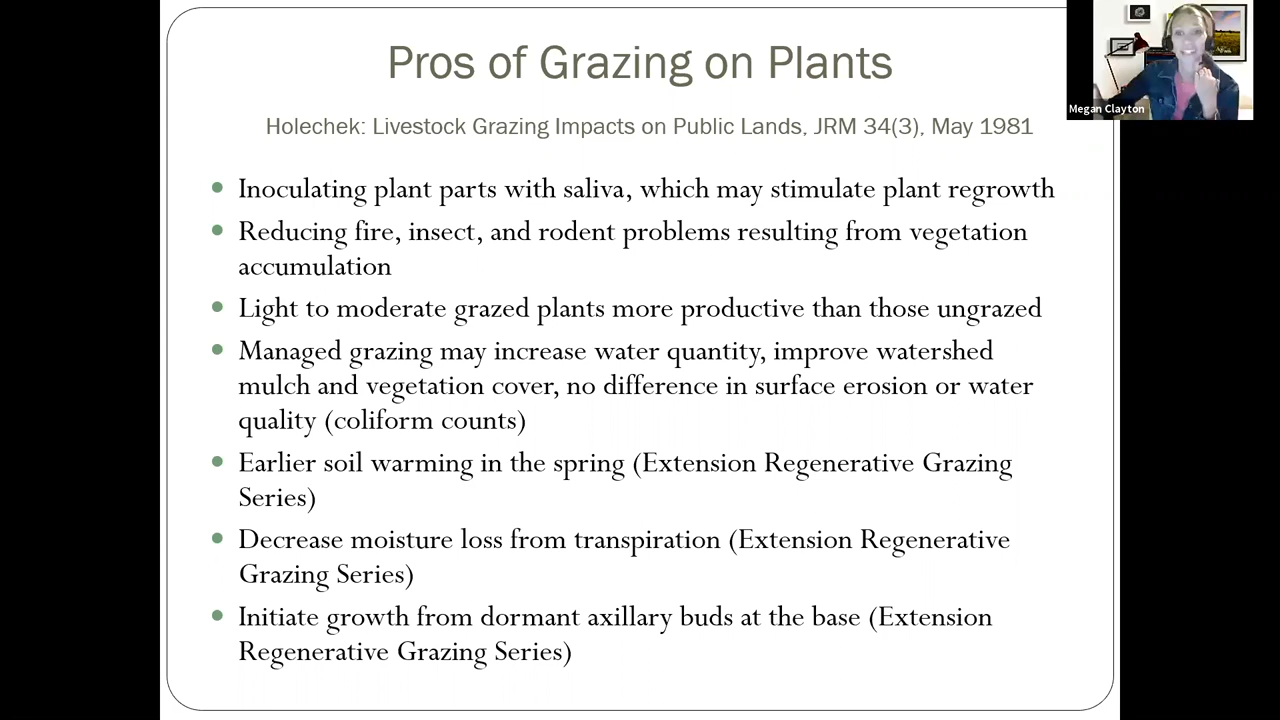 Pros of Grazing on Plants
Megan Clayton
Holechek: Livestock Grazing Impacts on Public Lands, JRM 34(3), May 1981
Inoculating plant parts with saliva, which may stimulate plant regrowth
Reducing fire, insect, and rodent problems resulting from vegetation
accumulation
Light to moderate grazed plants more productive than those ungrazed
Managed grazing may increase water quantity, improve watershed
mulch and vegetation cover, no difference in surface erosion or water
quality (coliform counts)
Earlier soil warming in the spring (Extension Regenerative Grazing
Series)
Decrease moisture loss from transpiration (Extension Regenerative
Grazing Series)
Initiate growth from dormant axillary buds at the base (Extension
Regenerative Grazing Series)